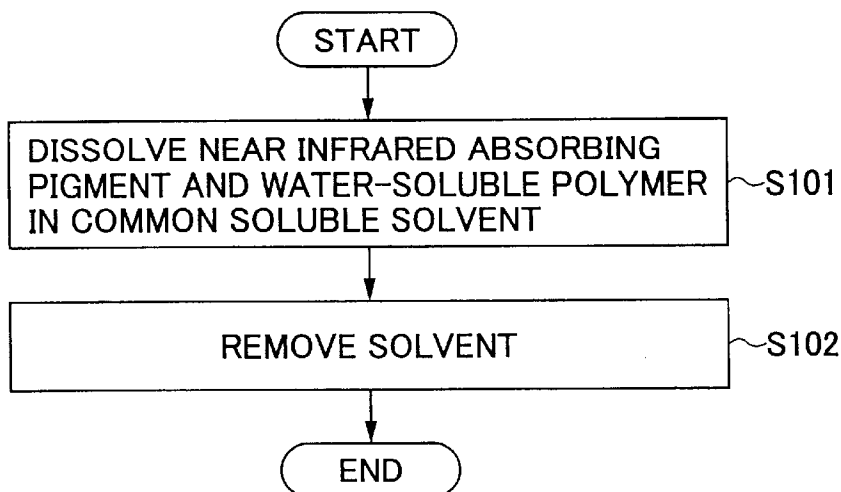 START
DISSOLVE NEAR INFRARED ABSORBING
PIGMENT AND WATER-SOLUBLE POLYMER
IN COMMON SOLUBLE SOLVENT
S101
REMOVE SOLVENT
S102
END